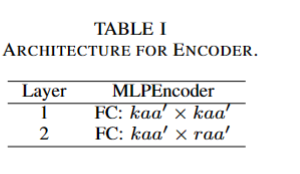 TABLE I
ARCHITECTURE FOR ENCODER.
Layer MLPEncoder
1 FC: kaa′ × kaa′
2 FC: kaa′ × raa′